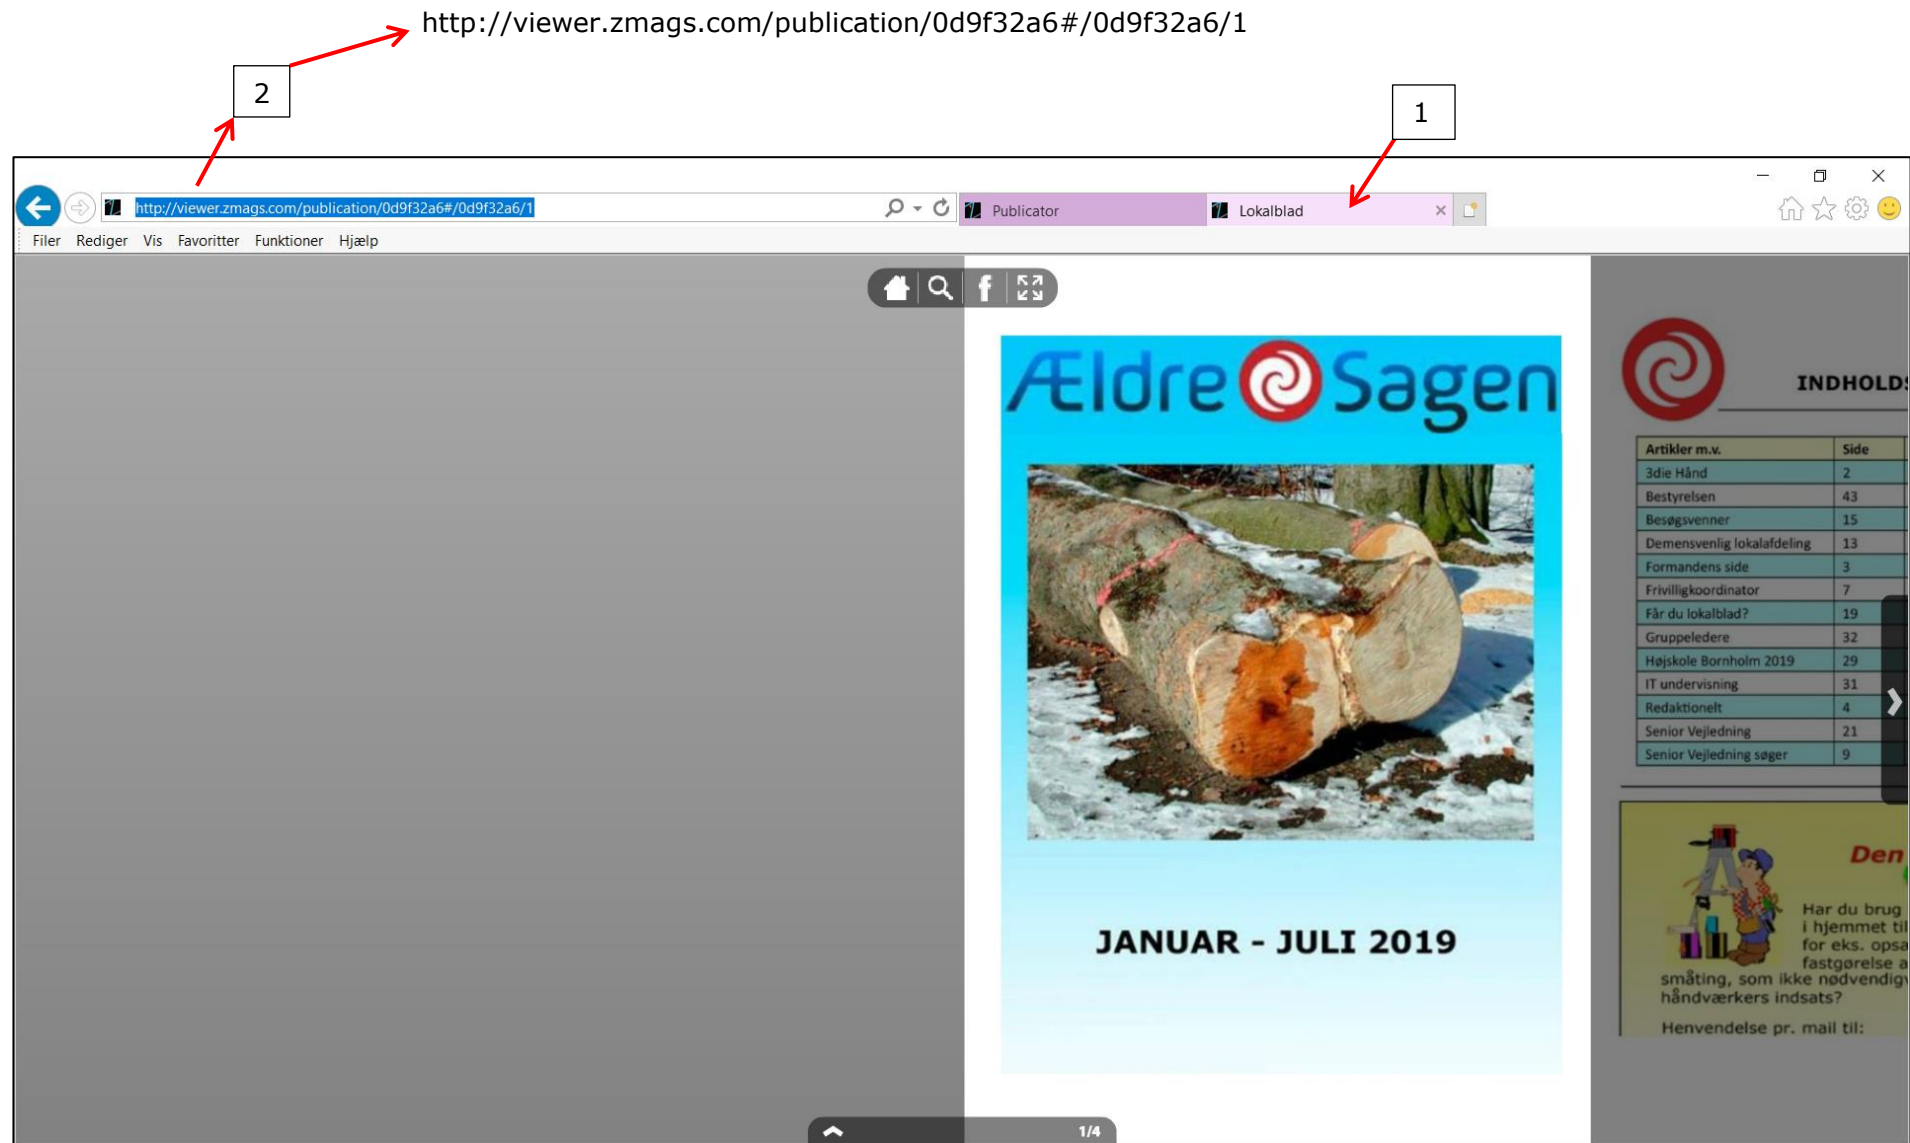 http://viewer.zmags.com/publication/0d9f32a6#/0d9f32a6/1
2
1
http://viewer.zmags.com/publication/0d9f32a6#/0d9f32a6/1
Publicator
Lokalblad
Filer Rediger Vis Favoritter Funktioner Hjælp
f
Ældre Sagen
JANUAR - JULI 2019
INDHOLDS
Artikler m.v. Side
3die Hånd 2
Bestyrelsen 43
Besøgsvenner 15
Demensvenlig lokalafdeling 13
Formandens side 3
Frivilligkoordinator 7
Får du lokalblad? 19
Gruppeledere 32
Højskole Bornholm 2019 29
IT undervisning 31
Redaktionelt 4
Senior Vejledning 21
Senior Vejledning søger 9
Den
Har du brug
i hjemmet til
for eks. opsa
fastgørelse a
småting, som ikke nødvendigv
håndværkers indsats?
Henvendelse pr. mail til:
1/4